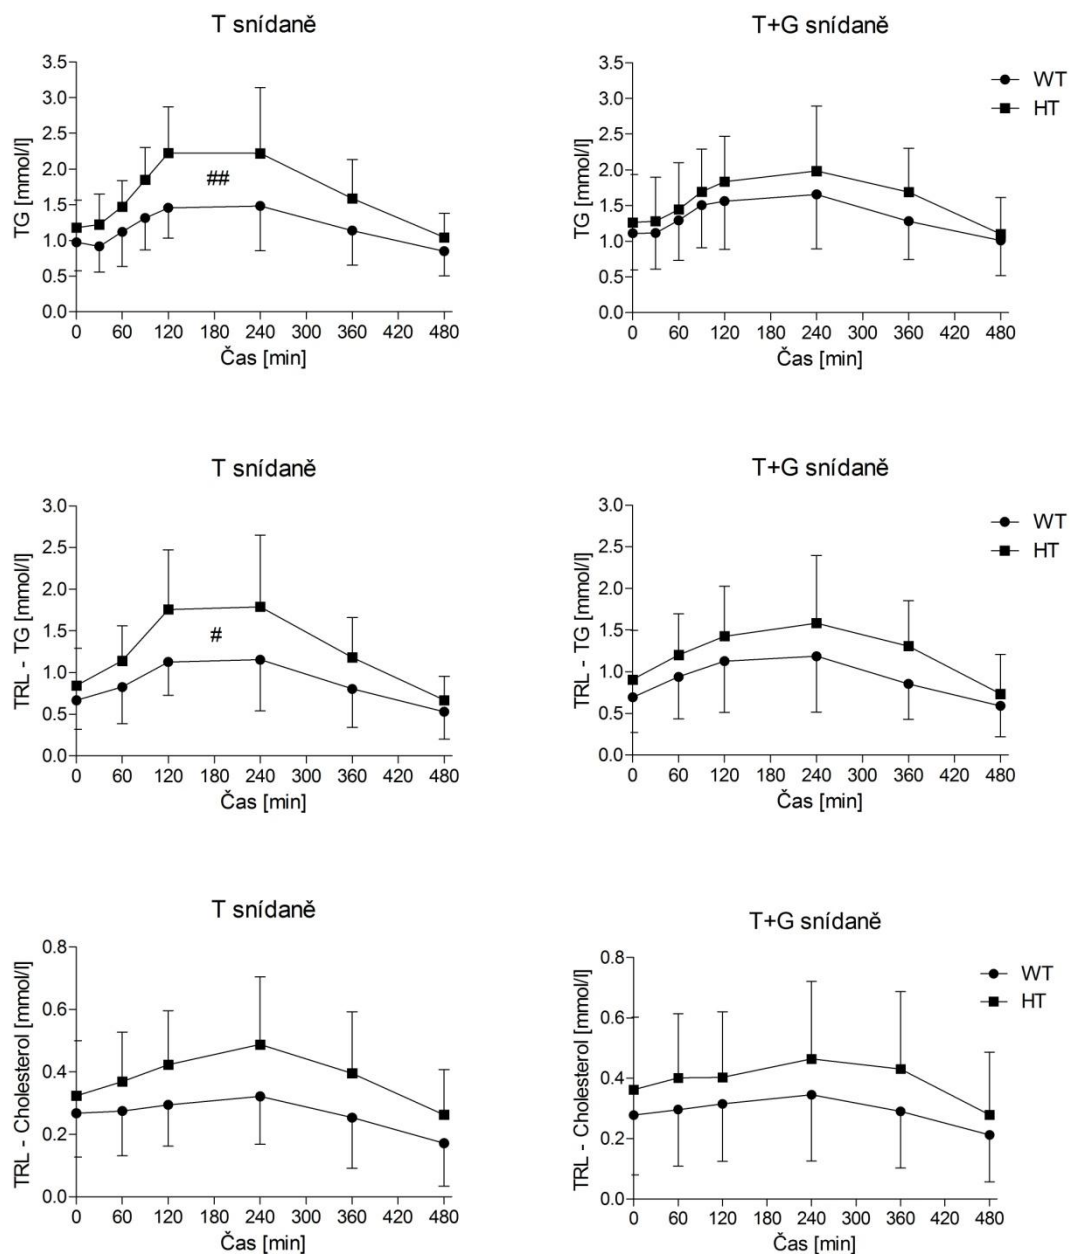 T snídaně
TG [mmol/l]
3.5
3.0
2.5
2.0
1.5
1.0
0.5
0.0
##
0 60 120 180 240 300 360 420 480
Čas [min]
T+G snídaně
TG [mmol/l]
3.5
3.0
2.5
2.0
1.5
1.0
0.5
0.0
0 60 120 180 240 300 360 420 480
Čas [min]
WT
HT
T snídaně
TRL - TG [mmol/l]
3.0
2.5
2.0
1.5
1.0
0.5
0.0
#
0 60 120 180 240 300 360 420 480
Čas [min]
T+G snídaně
TRL - TG [mmol/l]
3.0
2.5
2.0
1.5
1.0
0.5
0.0
0 60 120 180 240 300 360 420 480
Čas [min]
WT
HT
T snídaně
TRL - Cholesterol [mmol/l]
0.8
0.6
0.4
0.2
0.0
0 60 120 180 240 300 360 420 480
Čas [min]
T+G snídaně
TRL - Cholesterol [mmol/l]
0.8
0.6
0.4
0.2
0.0
0 60 120 180 240 300 360 420 480
Čas [min]
WT
HT